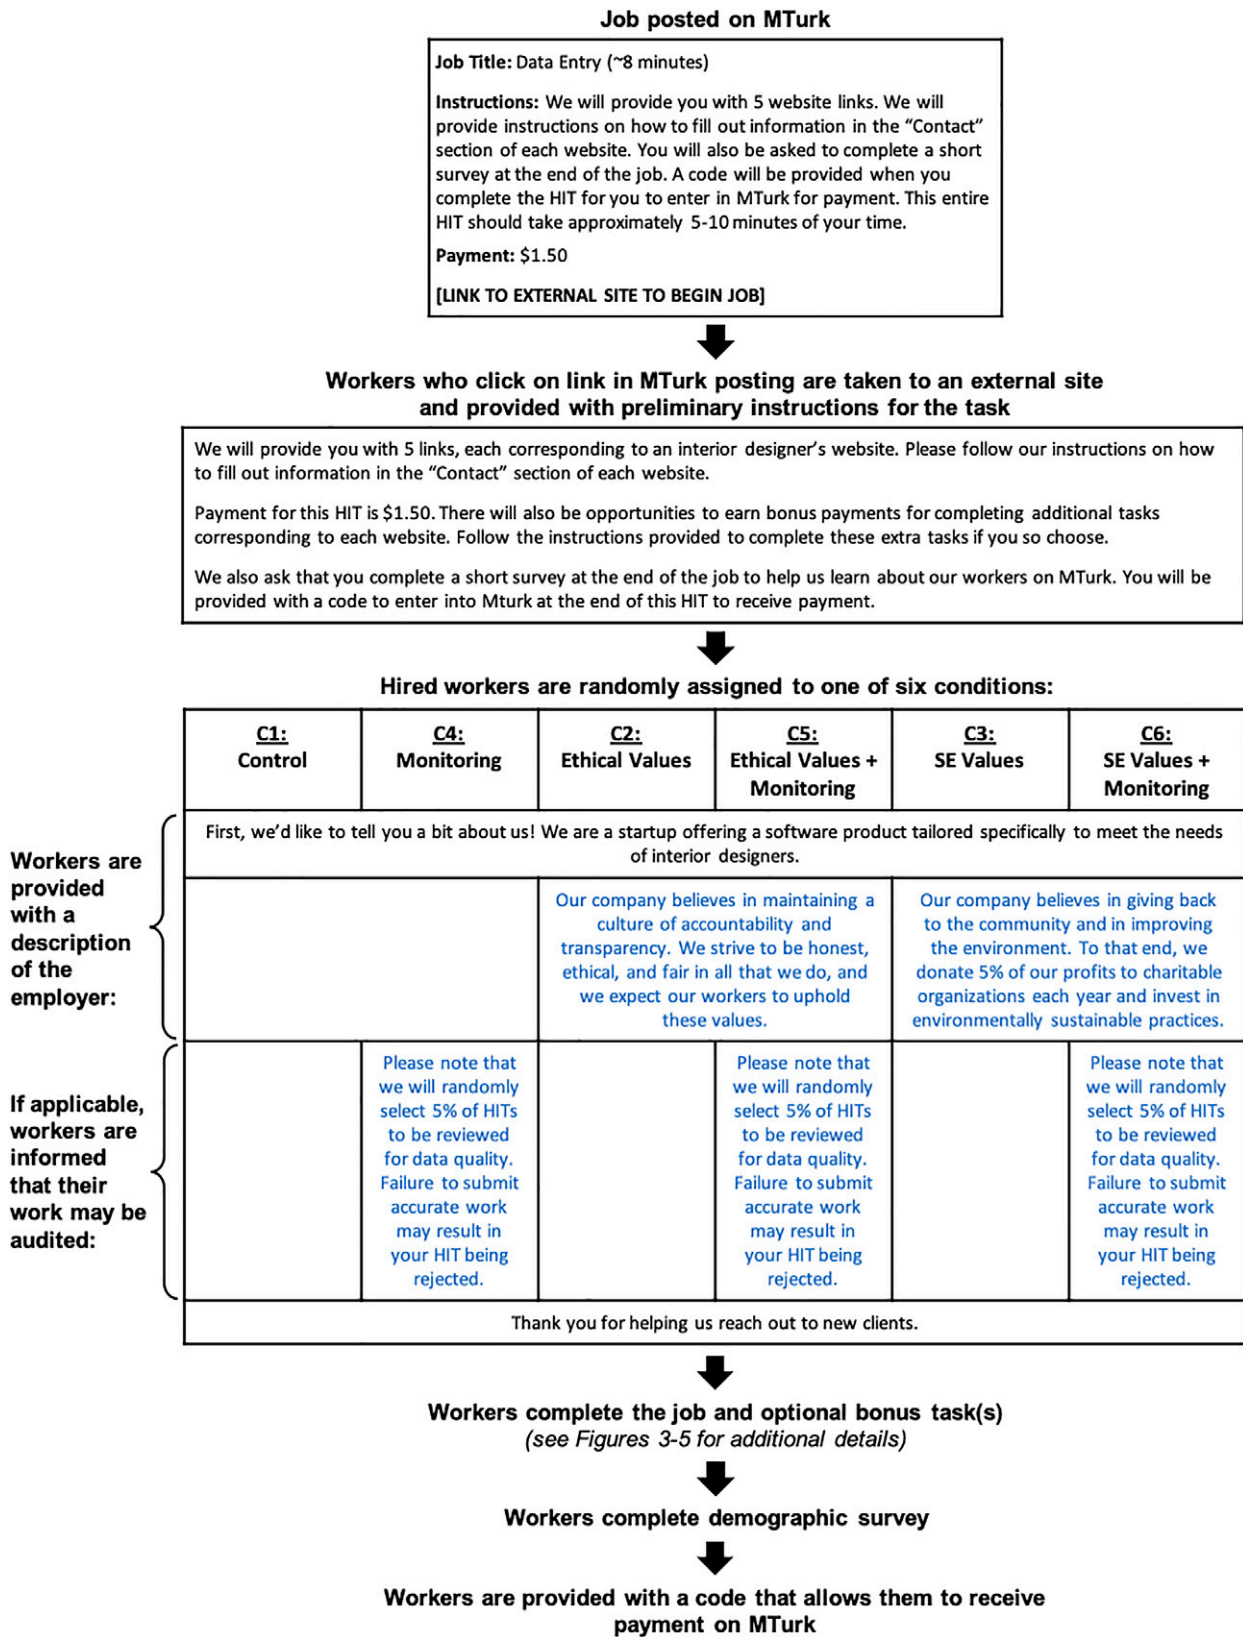 Job posted on MTurk
Job Title: Data Entry (~8 minutes)
Instructions: We will provide you with 5 website links. We will
provide instructions on how to fill out information in the “Contact”
section of each website. You will also be asked to complete a short
survey at the end of the job. A code will be provided when you
complete the HIT for you to enter in MTurk for payment. This entire
HIT should take approximately 5-10 minutes of your time.
Payment: $1.50
[LINK TO EXTERNAL SITE TO BEGIN JOB]
Workers who click on link in MTurk posting are taken to an external site
and provided with preliminary instructions for the task
We will provide you with 5 links, each corresponding to an interior designer’s website. Please follow our instructions on how
to fill out information in the “Contact” section of each website.
Payment for this HIT is $1.50. There will also be opportunities to earn bonus payments for completing additional tasks
corresponding to each website. Follow the instructions provided to complete these extra tasks if you so choose.
We also ask that you complete a short survey at the end of the job to help us learn about our workers on MTurk. You will be
provided with a code to enter into Mturk at the end of this HIT to receive payment.
Hired workers are randomly assigned to one of six conditions:
C1:
Control
C4:
Monitoring
C2:
Ethical Values
C5:
Ethical Values +
Monitoring
C3:
SE Values
C6:
SE Values +
Monitoring
Workers are
provided
with a
description
of the
employer:
First, we’d like to tell you a bit about us! We are a startup offering a software product tailored specifically to meet the needs
of interior designers.
Our company believes in maintaining a
culture of accountability and
transparency. We strive to be honest,
ethical, and fair in all that we do, and
we expect our workers to uphold
these values.
Our company believes in giving back
to the community and in improving
the environment. To that end, we
donate 5% of our profits to charitable
organizations each year and invest in
environmentally sustainable practices.
If applicable,
workers are
informed
that their
work may be
audited:
Please note that
we will randomly
select 5% of HITs
to be reviewed
for data quality.
Failure to submit
accurate work
may result in
your HIT being
rejected.
Please note that
we will randomly
select 5% of HITs
to be reviewed
for data quality.
Failure to submit
accurate work
may result in
your HIT being
rejected.
Please note that
we will randomly
select 5% of HITs
to be reviewed
for data quality.
Failure to submit
accurate work
may result in
your HIT being
rejected.
Thank you for helping us reach out to new clients.
Workers complete the job and optional bonus task(s)
(see Figures 3-5 for additional details)
Workers complete demographic survey
Workers are provided with a code that allows them to receive
payment on MTurk